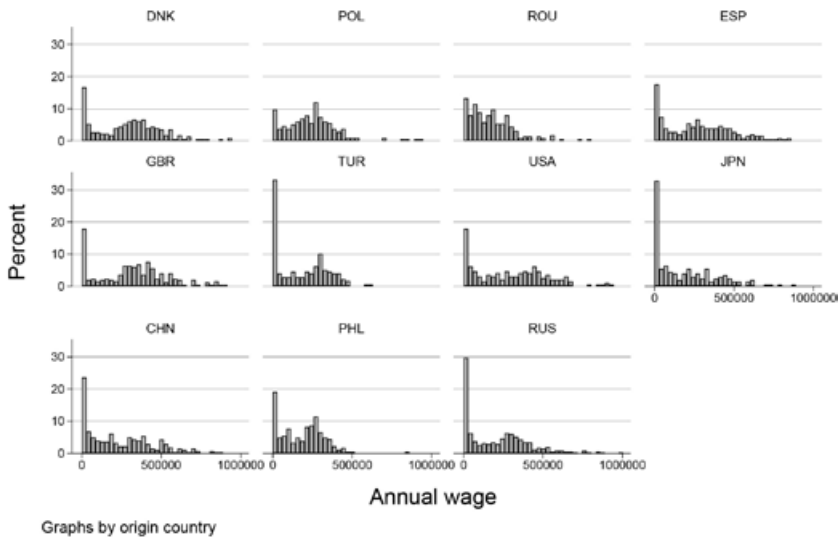 DNK POL ROU ESP
30
20
10
0
GBR TUR USA JPN
30
20
10
0
0 500000 1000000
CHN PHL RUS
30
20
10
0
0 500000 1000000 0 500000 1000000 0 500000 1000000
Percent
Annual wage
Graphs by origin country